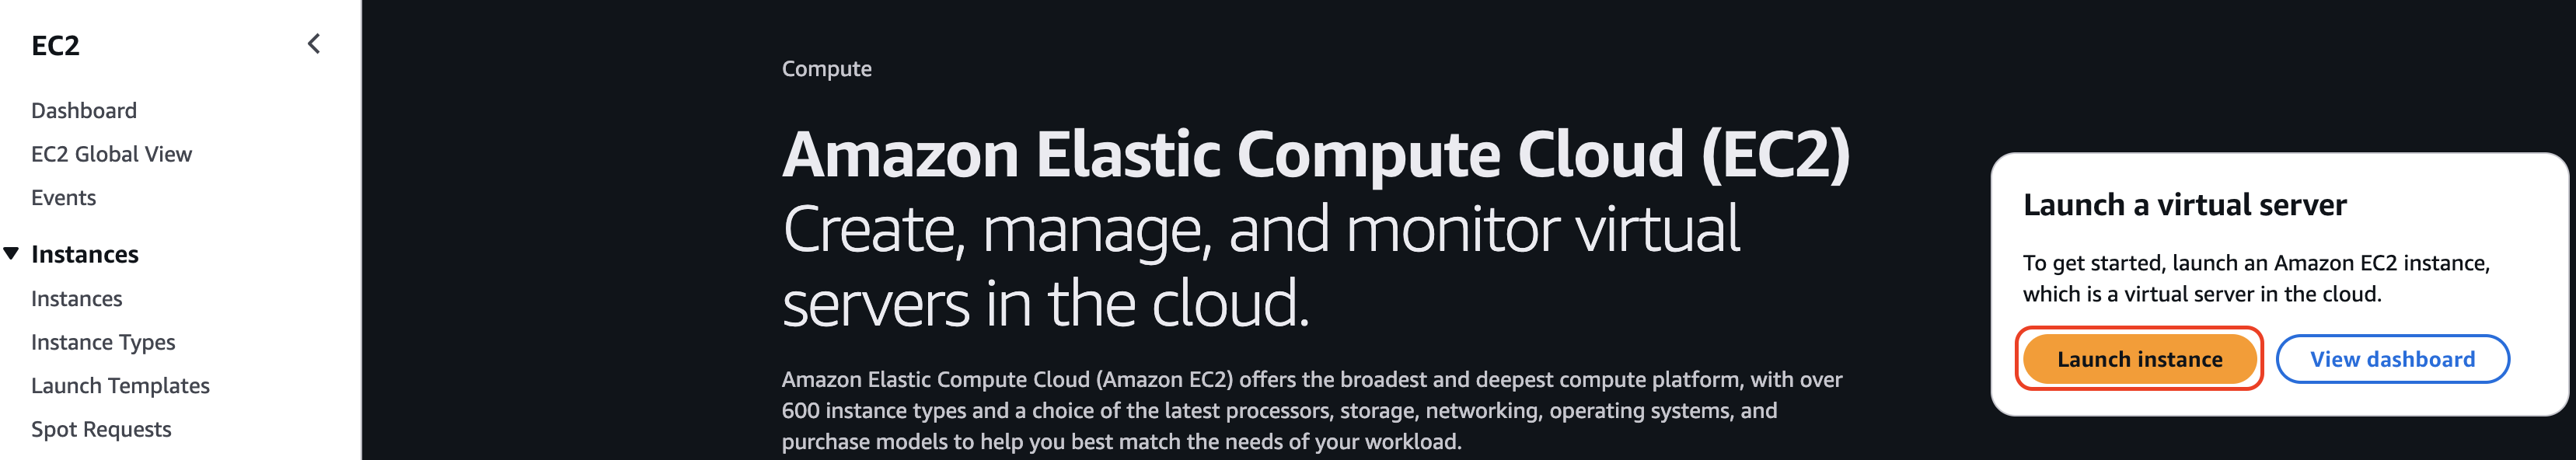 EC2
Dashboard
EC2 Global View
Events
Instances
Instances
Instance Types
Launch Templates
Spot Requests
Compute
Amazon Elastic Compute Cloud (EC2)
Create, manage, and monitor virtual
servers in the cloud.
Amazon Elastic Compute Cloud (Amazon EC2) offers the broadest and deepest compute platform, with over
600 instance types and a choice of the latest processors, storage, networking, operating systems, and
purchase models to help you best match the needs of your workload.
Launch a virtual server
To get started, launch an Amazon EC2 instance,
which is a virtual server in the cloud.
Launch instance
View dashboard